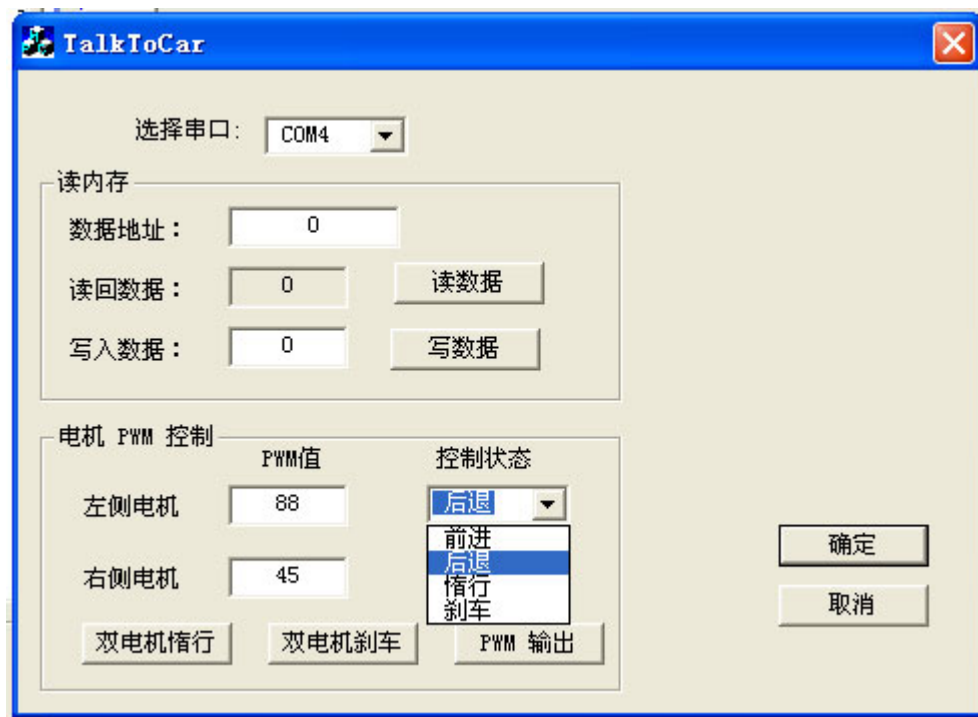 TalkToCar
选择串口: COM4
读内存
数据地址： 0
读回数据： 0 读数据
写入数据： 0 写数据
电机 PWM 控制
PWM值 控制状态
左侧电机 88 后退
前进
后退
惰行
刹车
右侧电机 45
双电机惰行 双电机刹车 PWM 输出
确定
取消